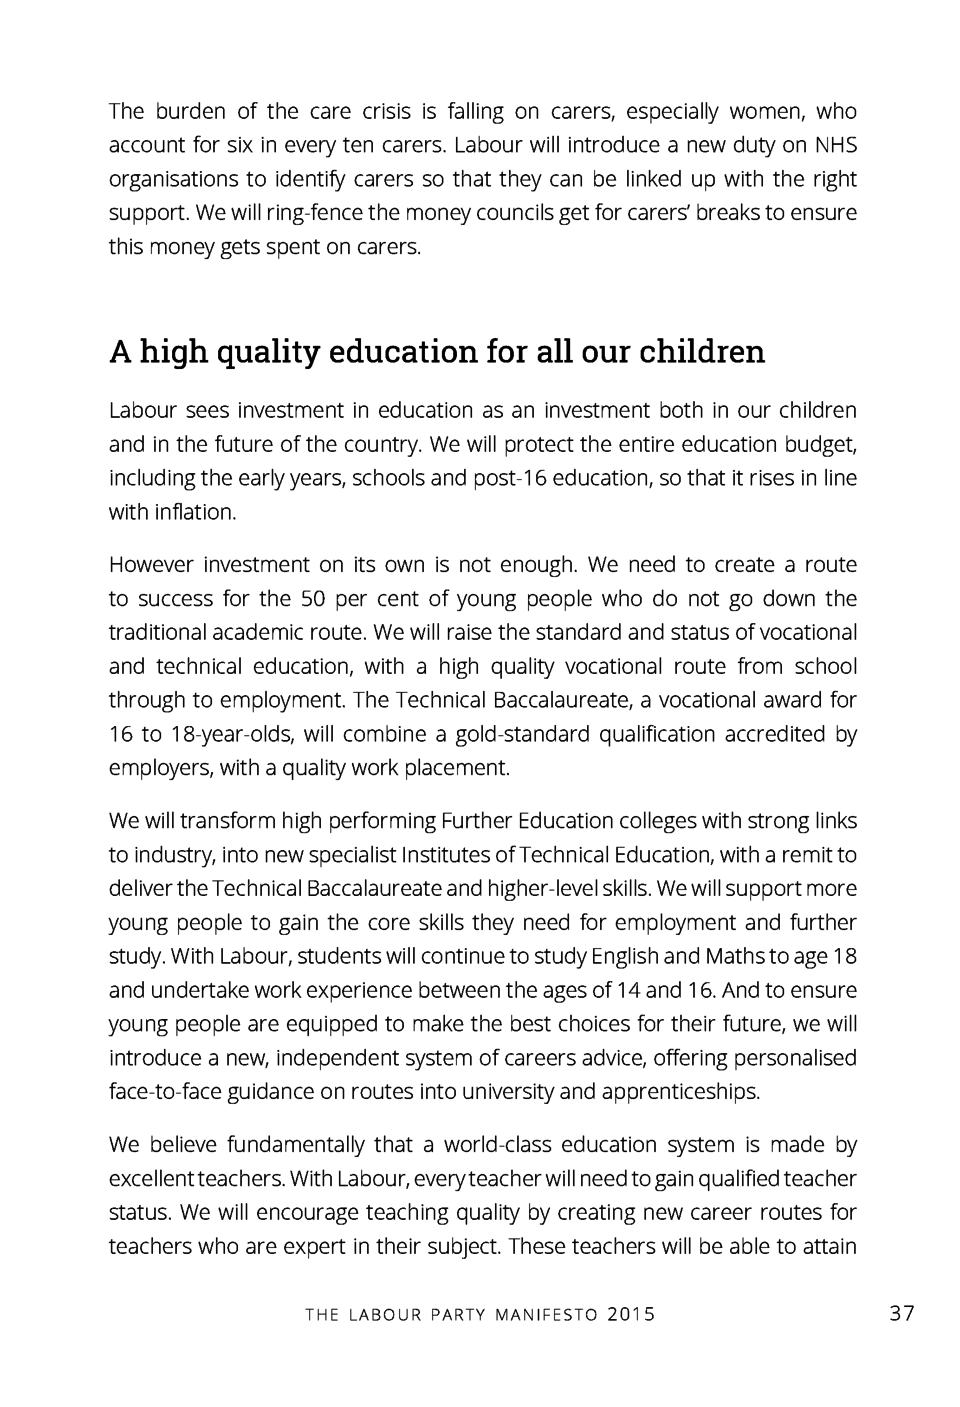 The burden of the care crisis is falling on carers, especially women, who
account for six in every ten carers. Labour will introduce a new duty on NHS
organisations to identify carers so that they can be linked up with the right
support. We will ring-fence the money councils get for carers’ breaks to ensure
this money gets spent on carers.
A high quality education for all our children
Labour sees investment in education as an investment both in our children
and in the future of the country. We will protect the entire education budget,
including the early years, schools and post-16 education, so that it rises in line
with inflation.
However investment on its own is not enough. We need to create a route
to success for the 50 per cent of young people who do not go down the
traditional academic route. We will raise the standard and status of vocational
and technical education, with a high quality vocational route from school
through to employment. The Technical Baccalaureate, a vocational award for
16 to 18-year-olds, will combine a gold-standard qualification accredited by
employers, with a quality work placement.
We will transform high performing Further Education colleges with strong links
to industry, into new specialist Institutes of Technical Education, with a remit to
deliver the Technical Baccalaureate and higher-level skills. We will support more
young people to gain the core skills they need for employment and further
study. With Labour, students will continue to study English and Maths to age 18
and undertake work experience between the ages of 14 and 16. And to ensure
young people are equipped to make the best choices for their future, we will
introduce a new, independent system of careers advice, offering personalised
face-to-face guidance on routes into university and apprenticeships.
We believe fundamentally that a world-class education system is made by
excellent teachers. With Labour, every teacher will need to gain qualified teacher
status. We will encourage teaching quality by creating new career routes for
teachers who are expert in their subject. These teachers will be able to attain
THE LABOUR PARTY MANIFESTO 2015 37